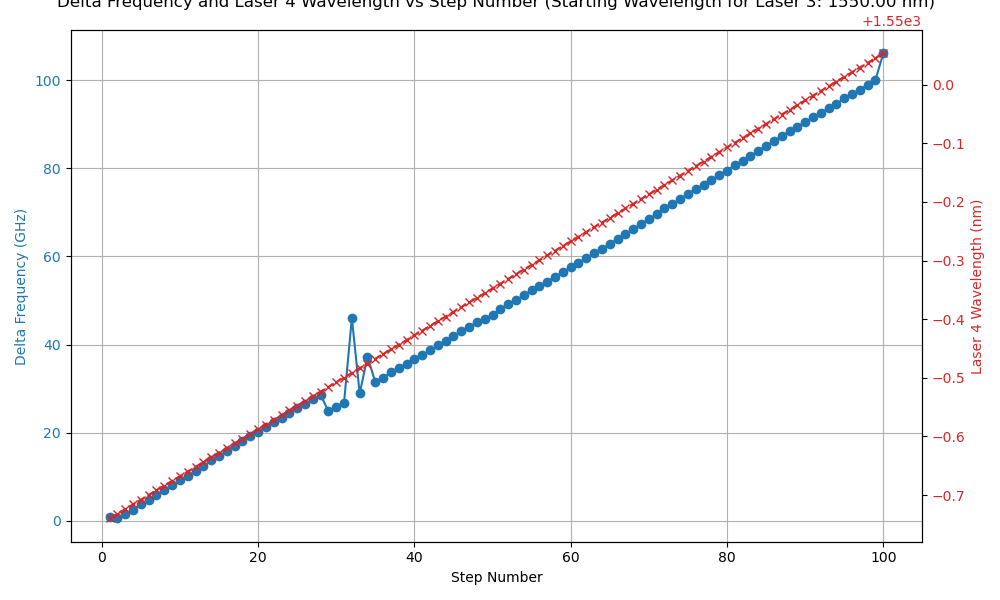 Delta Frequency and Laser 4 Wavelength vs Step Number (Starting Wavelength for Laser 3: 1550.00 nm)
+1.55e3
100
80
60
40
20
0
Delta Frequency (GHz)
0.0
−0.1
−0.2
−0.3
−0.4
−0.5
−0.6
−0.7
Laser 4 Wavelength (nm)
0 20 40 60 80 100
Step Number